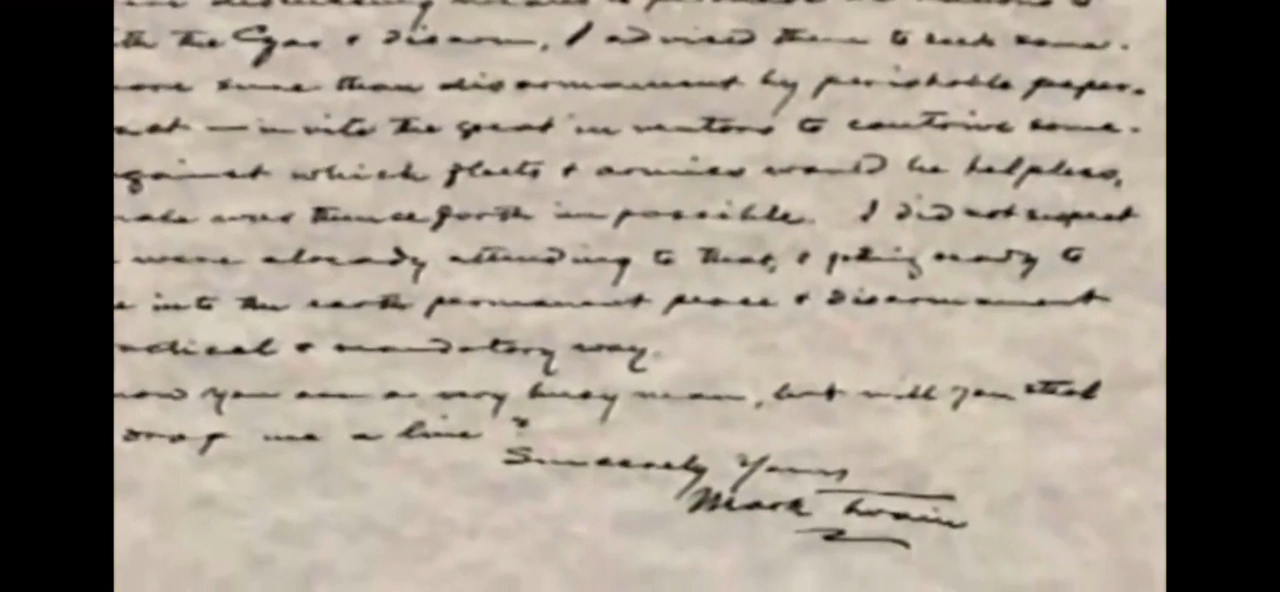 the Czar & disarm, I advised them to seek some-
more sure than disarmament by perishable paper-
invite the great inventors to contrive some-
against which fleets & armies would be helpless,
make war thenceforth impossible. I did not suspect
were already attending to that, & getting ready to
into the earth permanent peace & disarmament
& mandatory way.
you are a very busy man, but will you steal
drop me a line?
Sincerely Yours
Mark Twain